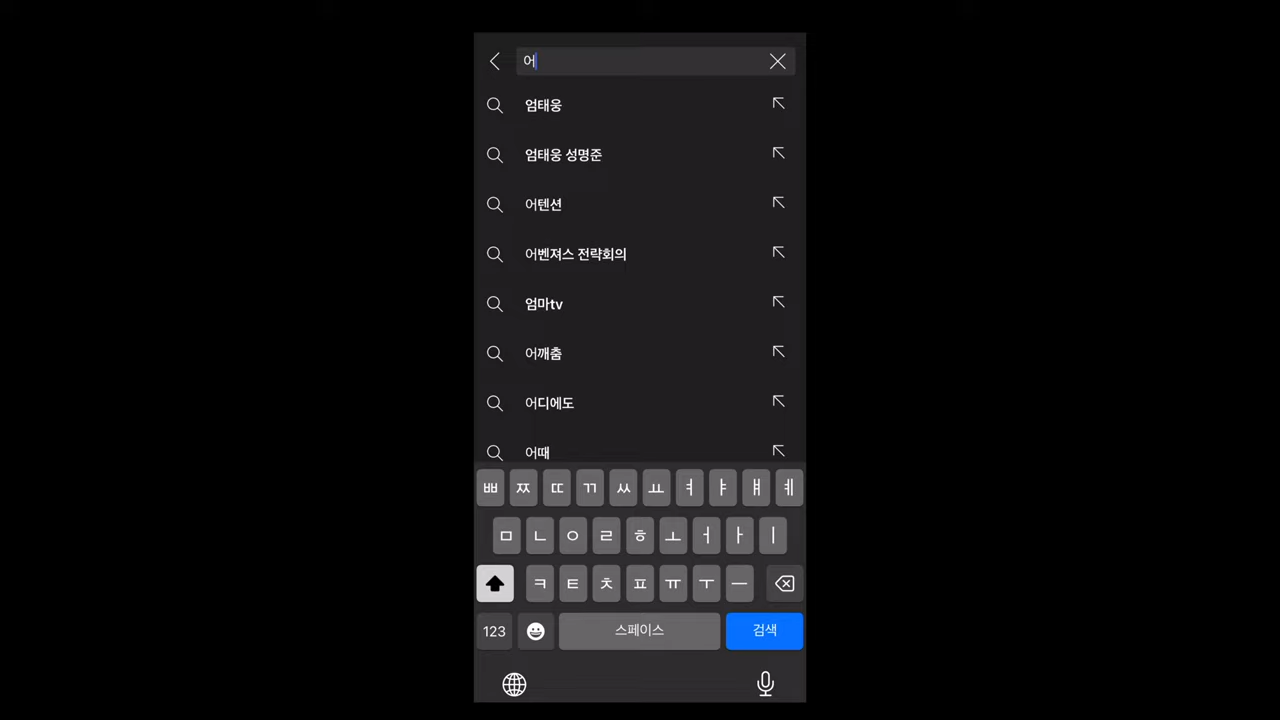 어
엄태웅
엄태웅 성명준
어텐션
어벤져스 전략회의
엄마tv
어깨춤
어디에도
어때
ㅃ ㅉ ㄸ ㄲ ㅆ ㅛ ㅕ ㅑ ㅒ ㅖ
ㅁ ㄴ ㅇ ㄹ ㅎ ㅗ ㅓ ㅏ ㅣ
ㅋ ㅌ ㅊ ㅍ ㅠ ㅜ ㅡ
123 스페이스 검색